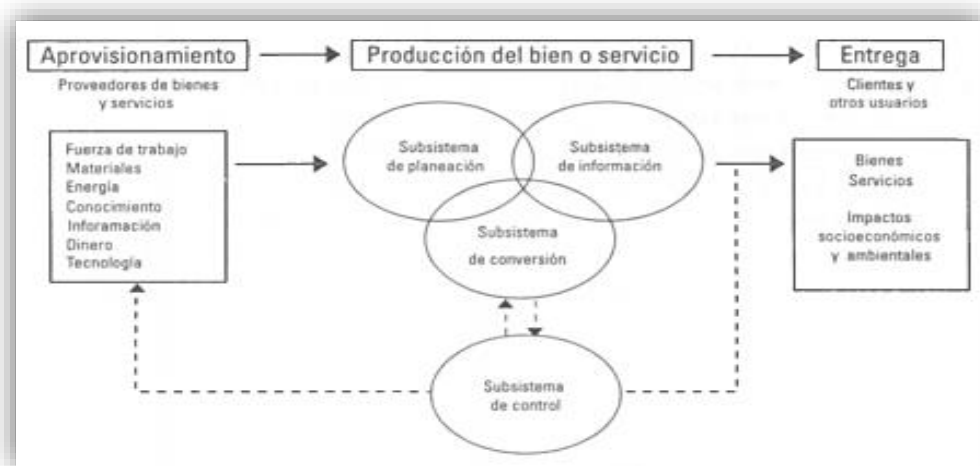 Aprovisionamiento
Producción del bien o servicio
Entrega
Proveedores de bienes
y servicios
Clientes y
otros usuarios
Fuerza de trabajo
Materiales
Energía
Conocimiento
Inforamación
Dinero
Tecnología
Subsistema
de planeación
Subsistema
de información
Subsistema
de conversión
Bienes
Servicios
Impactos
socioeconómicos
y ambientales
Subsistema
de control